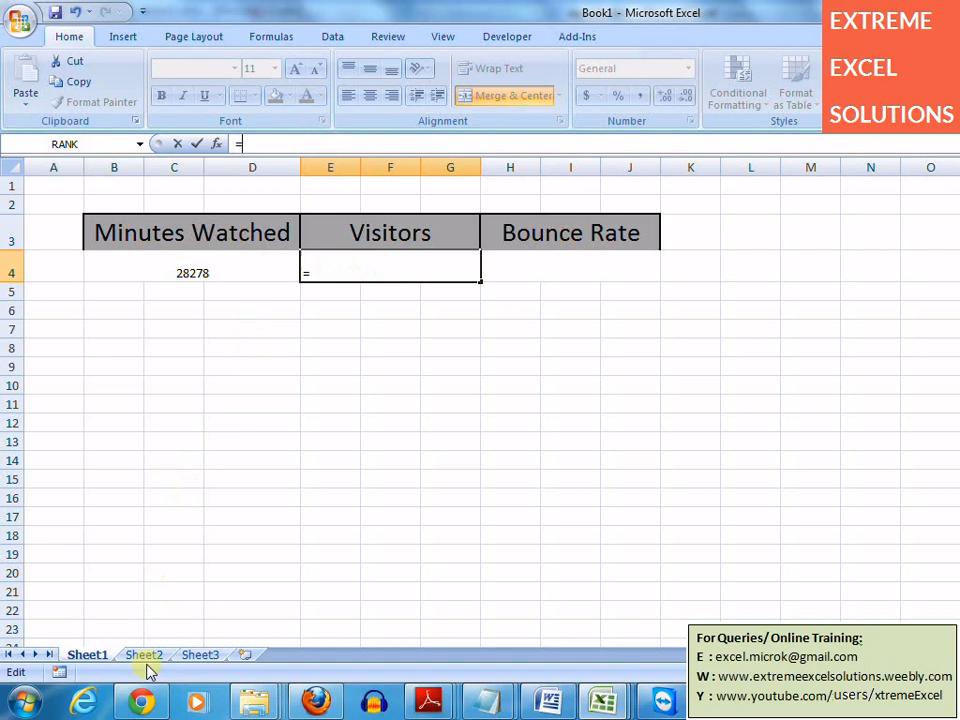 Book1 - Microsoft Excel
EXTREME
EXCEL
SOLUTIONS
Home Insert Page Layout Formulas Data Review View Developer Add-Ins
Paste Cut Copy Format Painter
Clipboard
11 A A
B I U A
Font
Wrap Text
Merge & Center
Alignment
General
$ % ,
Number
Conditional Formatting
Format as Table
Styles
RANK fx =
A B C D E F G H I J K L M N O
1
2
3 Minutes Watched Visitors Bounce Rate
4 28278 =
5
6
7
8
9
10
11
12
13
14
15
16
17
18
19
20
21
22
23
Sheet1 Sheet2 Sheet3
Edit
For Queries/ Online Training:
E : excel.microk@gmail.com
W : www.extremeexcelsolutions.weebly.com
Y : www.youtube.com/users/xtremeExcel